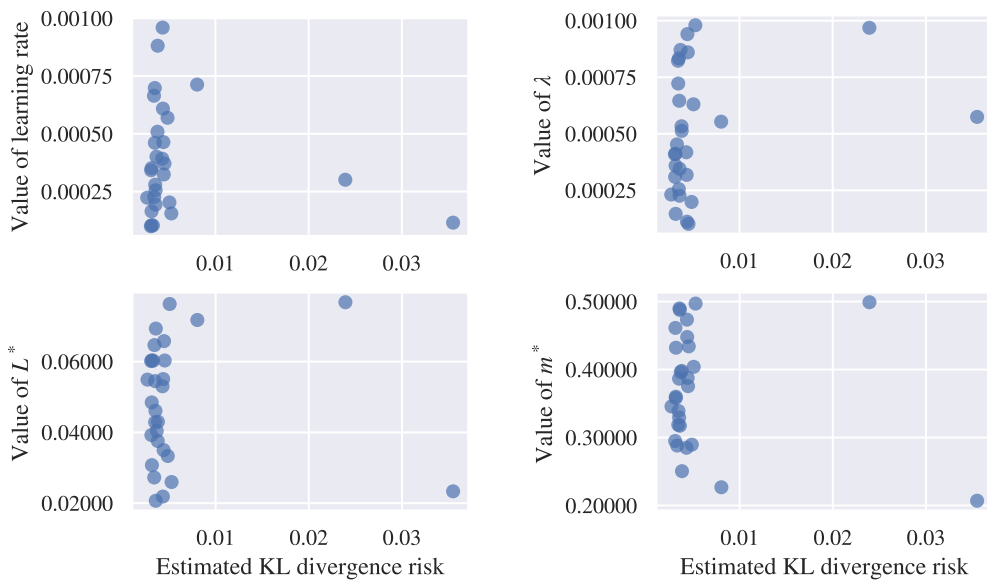 Value of learning rate
0.00100
0.00075
0.00050
0.00025
0.01 0.02 0.03
Value of λ
0.00100
0.00075
0.00050
0.00025
0.01 0.02 0.03
Value of L *
0.06000
0.04000
0.02000
0.01 0.02 0.03
Estimated KL divergence risk
Value of m *
0.50000
0.40000
0.30000
0.20000
0.01 0.02 0.03
Estimated KL divergence risk